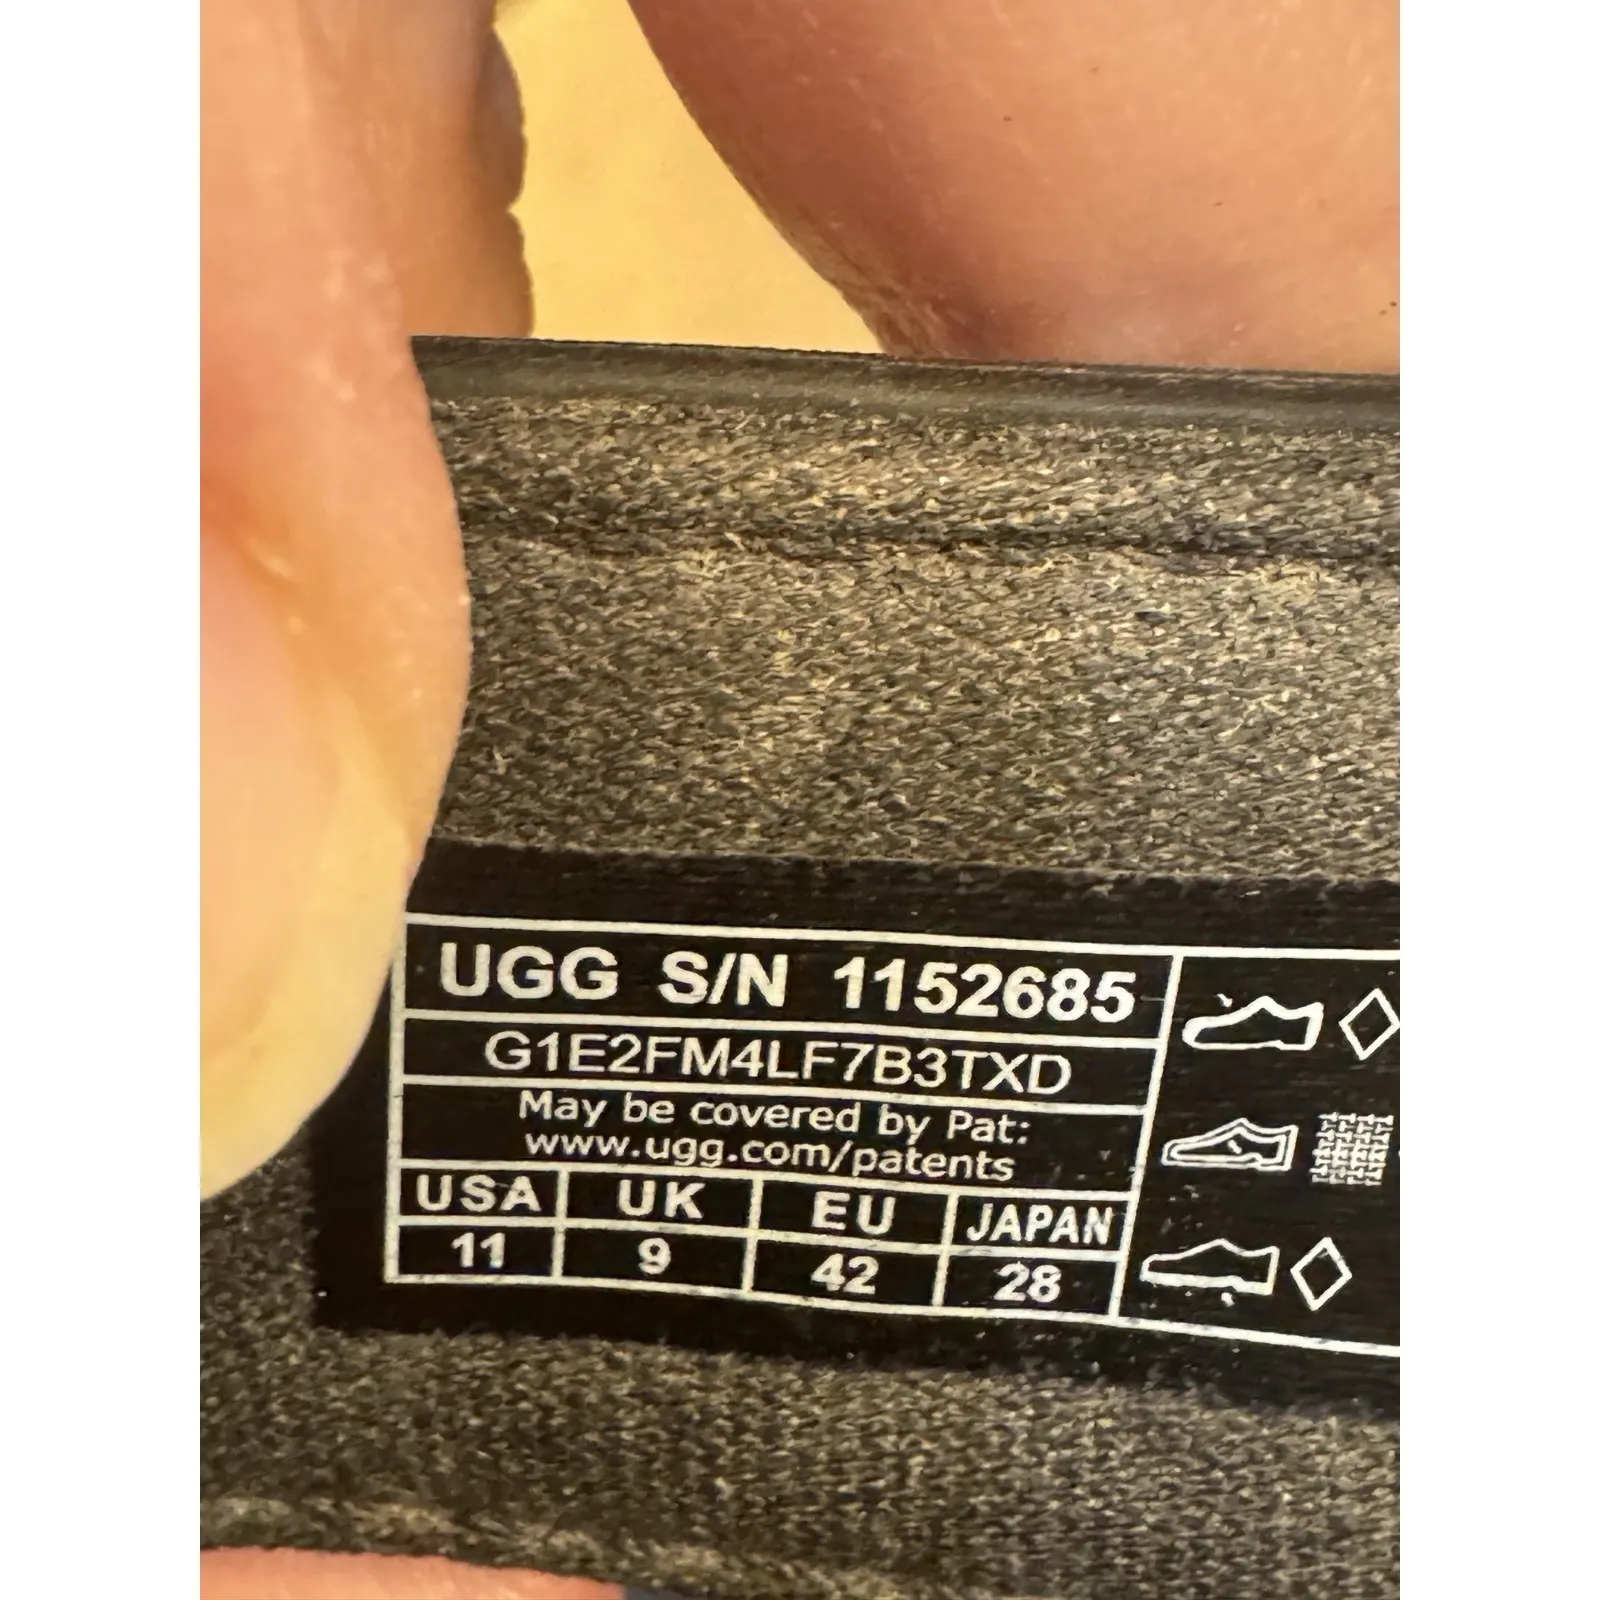 UGG S/N 1152685
G1E2FM4LF7B3TXD
May be covered by Pat:
www.ugg.com/patents
USA UK EU JAPAN
11 9 42 28